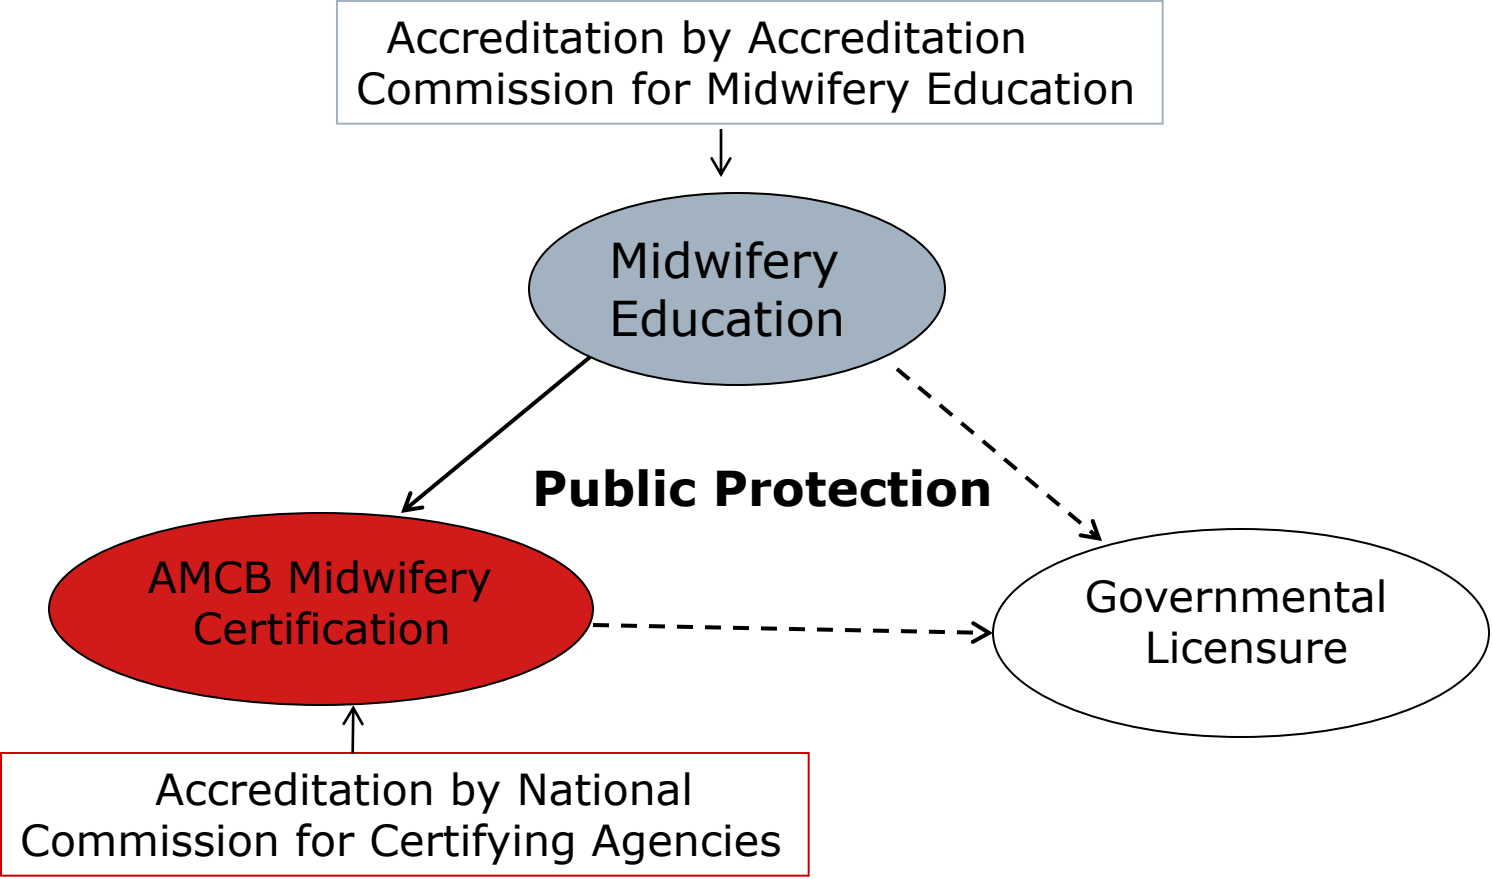 Accreditation by Accreditation
Commission for Midwifery Education
Midwifery
Education
Public Protection
AMCB Midwifery
Certification
Governmental
Licensure
Accreditation by National
Commission for Certifying Agencies